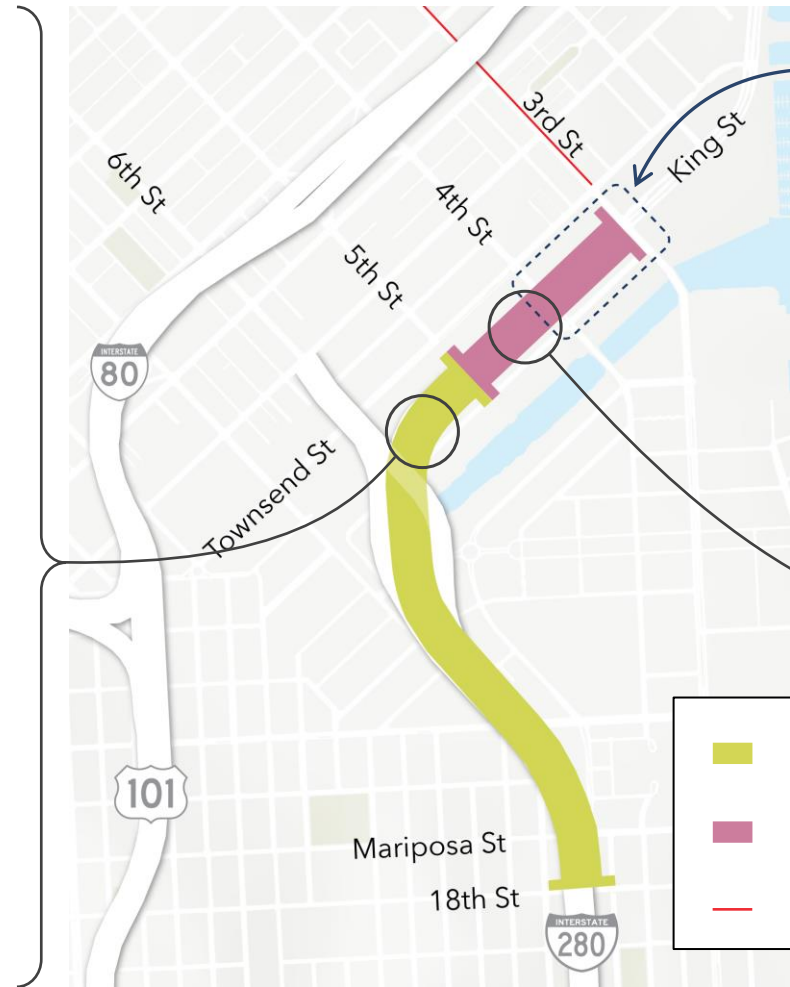 3rd St
King St
6th St
4th St
5th St
INTERSTATE
80
Townsend St
101
Mariposa St
18th St
INTERSTATE
280